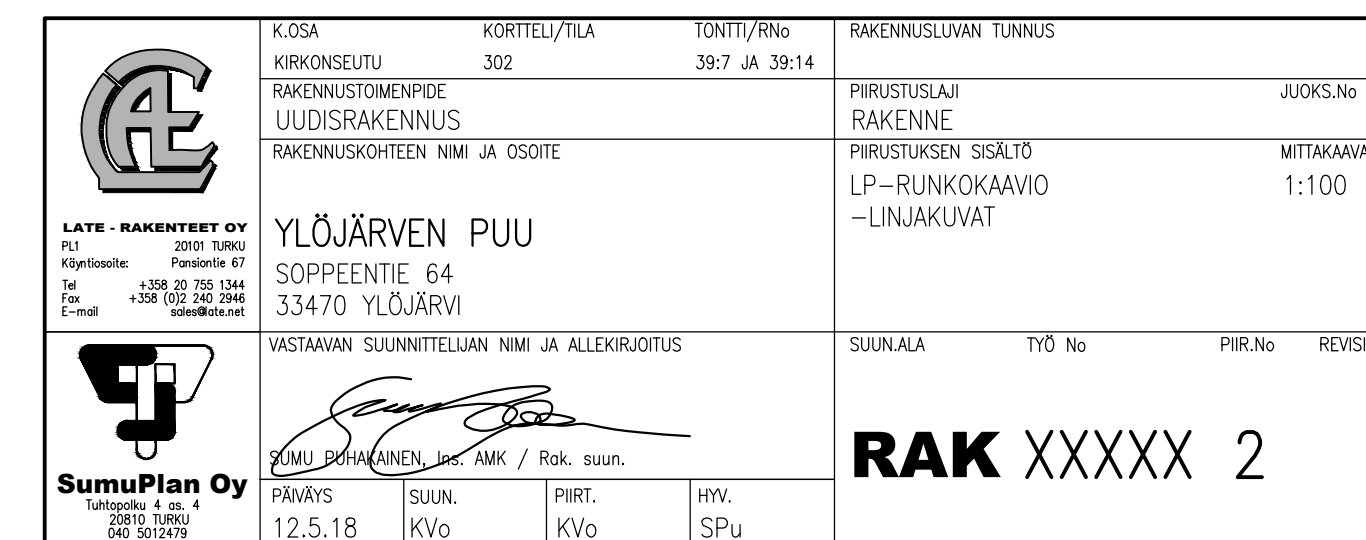 K.OSA KORTTELI/TILA TONTTI/RNo RAKENNUSLUVAN TUNNUS
KIRKONSEUTU 302 39:7 JA 39:14
RAKENNUSTOIMENPIDE PIIRUSTUSLAJI JUOKS.No
UUDISRAKENNUS RAKENNE
RAKENNUSKOHTEEN NIMI JA OSOITE PIIRUSTUKSEN SISÄLTÖ MITTAKAAVA
LP-RUNKOKAAVIO 1:100
-LINJAKUVAT
YLÖJÄRVEN PUU
SOPPEENTIE 64
33470 YLÖJÄRVI
LATE - RAKENTEET OY
PL1 20101 TURKU
Käyntiosoite: Pansiontie 67
Tel +358 20 755 1344
Fax +358 (0)2 240 2946
E-mail sales@late.net
VASTAAVAN SUUNNITTELIJAN NIMI JA ALLEKIRJOITUS SUUN.ALA TYÖ No PIIR.No REVISI
SUMU PUHAKAINEN, Ins. AMK / Rak. suun.
RAK XXXXX 2
SumuPlan Oy
Tuhtopolku 4 as. 4
20810 TURKU
040 5012479
PÄIVÄYS SUUN. PIIRT. HYV.
12.5.18 KVo KVo SPu